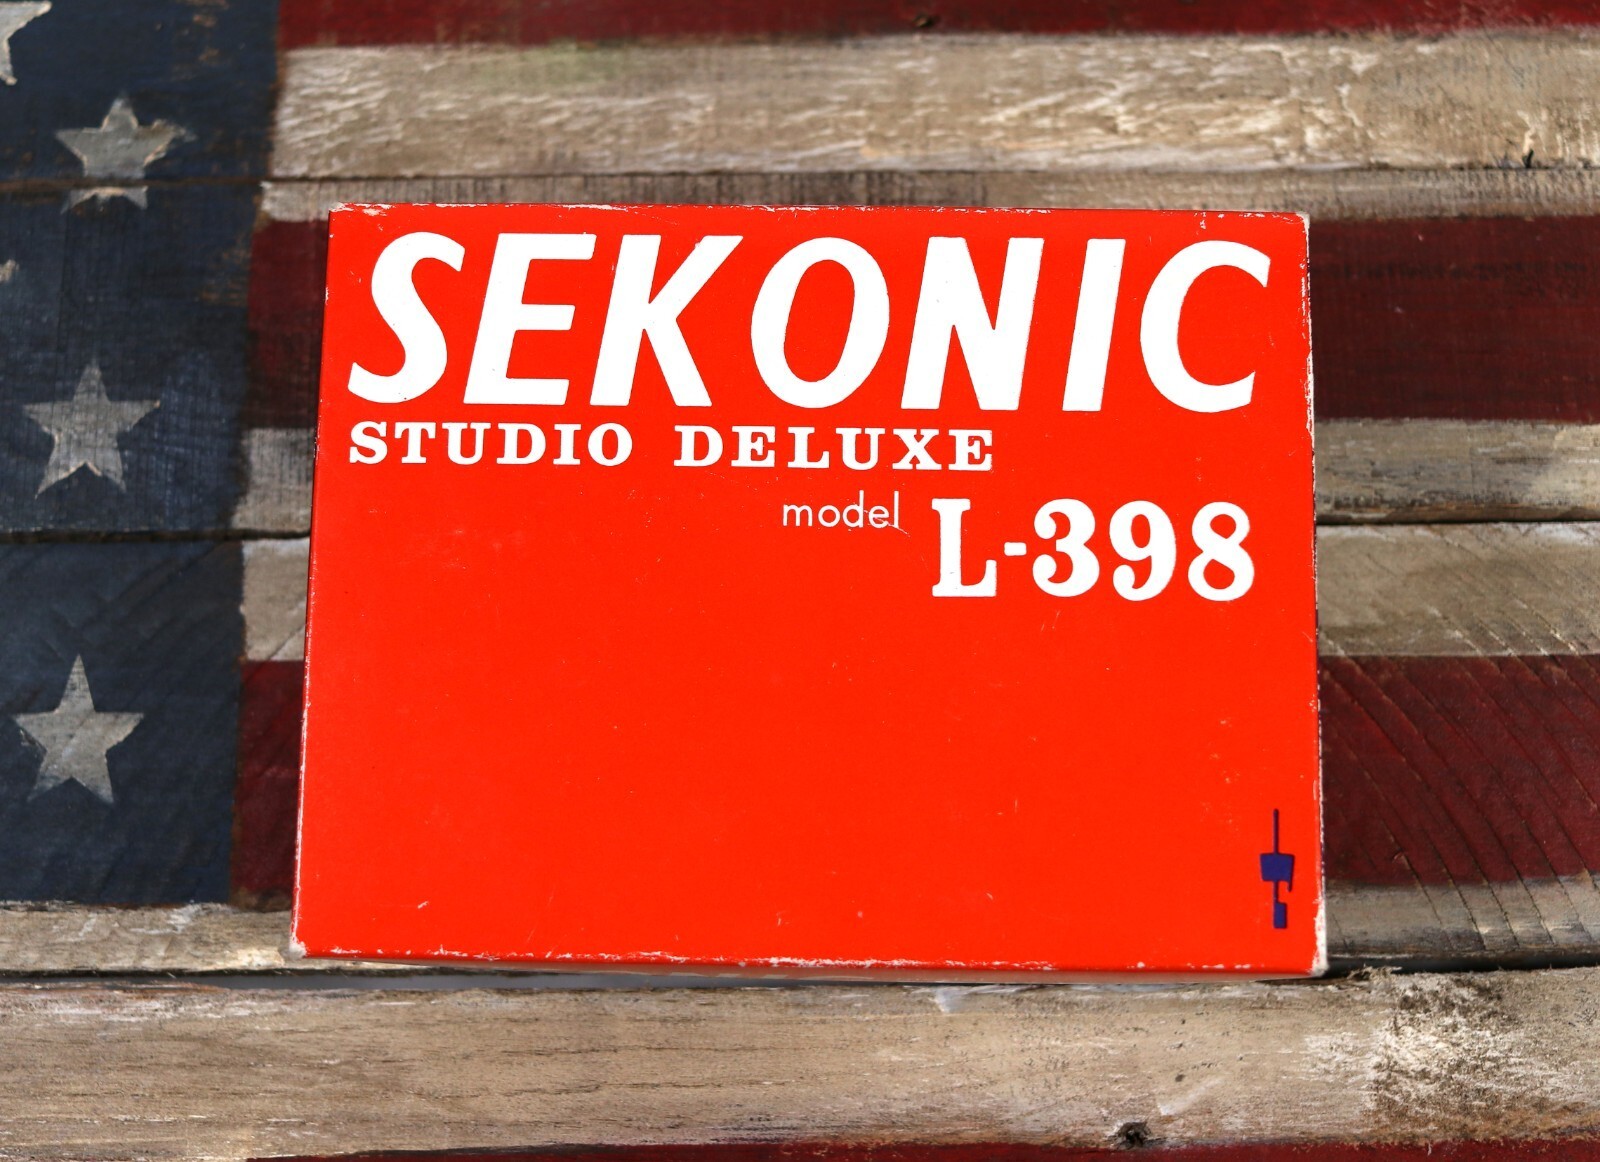 SEKONIC
STUDIO DELUXE
model L-398